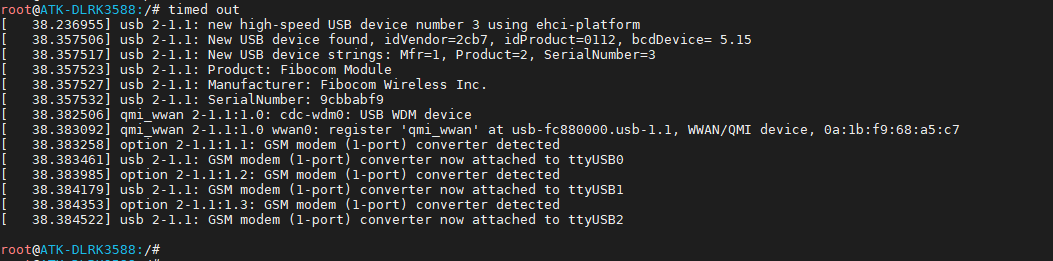 root@ATK-DLRK3588:/# timed out
[   38.236955] usb 2-1.1: new high-speed USB device number 3 using ehci-platform
[   38.357506] usb 2-1.1: New USB device found, idVendor=2cb7, idProduct=0112, bcdDevice= 5.15
[   38.357517] usb 2-1.1: New USB device strings: Mfr=1, Product=2, SerialNumber=3
[   38.357523] usb 2-1.1: Product: Fibocom Module
[   38.357527] usb 2-1.1: Manufacturer: Fibocom Wireless Inc.
[   38.357532] usb 2-1.1: SerialNumber: 9cbbabf9
[   38.382506] qmi_wwan 2-1.1:1.0: cdc-wdm0: USB WDM device
[   38.383092] qmi_wwan 2-1.1:1.0 wwan0: register 'qmi_wwan' at usb-fc880000.usb-1.1, WWAN/QMI device, 0a:1b:f9:68:a5:c7
[   38.383258] option 2-1.1:1.1: GSM modem (1-port) converter detected
[   38.383461] usb 2-1.1: GSM modem (1-port) converter now attached to ttyUSB0
[   38.383985] option 2-1.1:1.2: GSM modem (1-port) converter detected
[   38.384179] usb 2-1.1: GSM modem (1-port) converter now attached to ttyUSB1
[   38.384353] option 2-1.1:1.3: GSM modem (1-port) converter detected
[   38.384522] usb 2-1.1: GSM modem (1-port) converter now attached to ttyUSB2
root@ATK-DLRK3588:/#